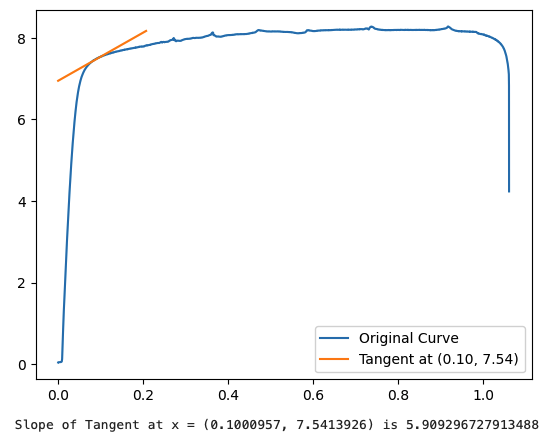 8
6
4
2
0
0.0 0.2 0.4 0.6 0.8 1.0
Original Curve
Tangent at (0.10, 7.54)
Slope of Tangent at x = (0.1000957, 7.5413926) is 5.909296727913488